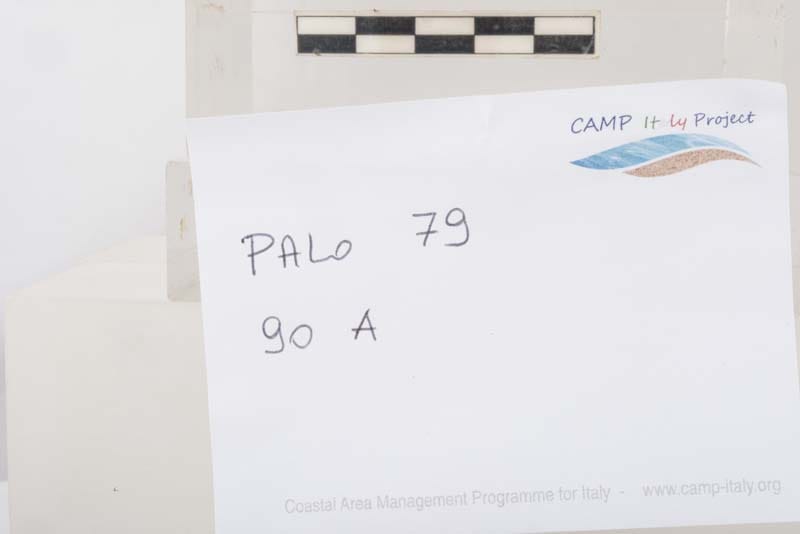 CAMP It ly Project
PALO 79
90 A
Coastal Area Management Programme for Italy - www.camp-italy.org